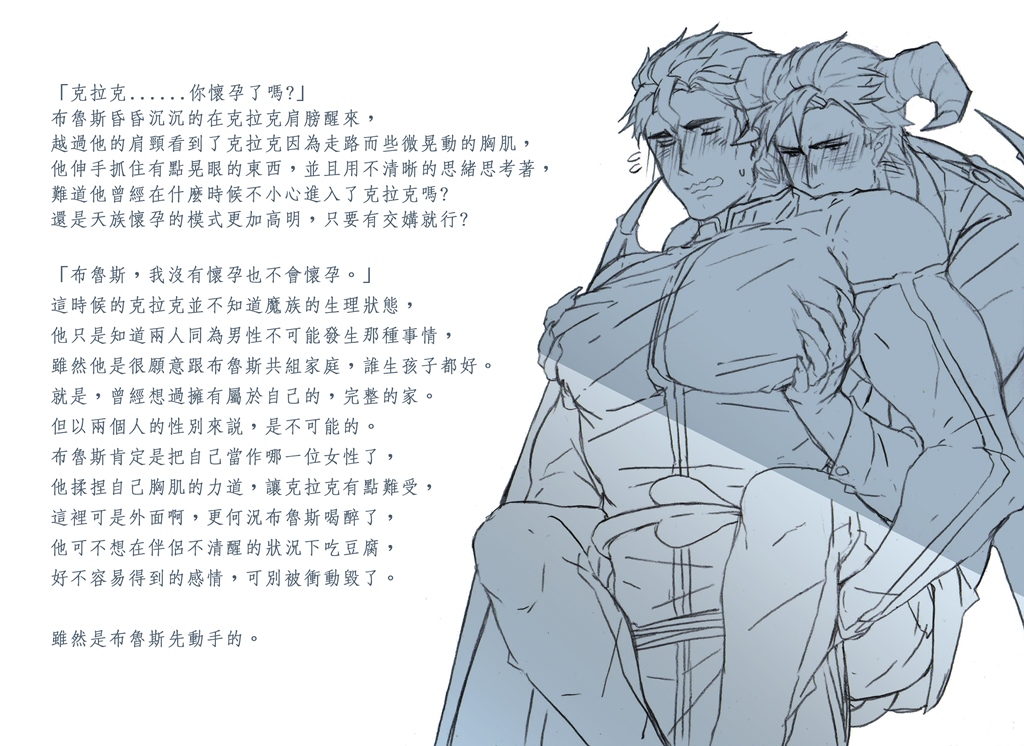 「克拉克......你懷孕了嗎?」
布魯斯昏昏沉沉的在克拉克肩膀醒來，
越過他的肩頸看到了克拉克因為走路而些微晃動的胸肌，
他伸手抓住有點晃眼的東西，並且用不清晰的思緒思考著，
難道他曾經在什麼時候不小心進入了克拉克嗎?
還是天族懷孕的模式更加高明，只要有交媾就行?
「布魯斯，我沒有懷孕也不會懷孕。」
這時候的克拉克並不知道魔族的生理狀態，
他只是知道兩人同為男性不可能發生那種事情，
雖然他是很願意跟布魯斯共組家庭，誰生孩子都好。
就是，曾經想過擁有屬於自己的，完整的家。
但以兩個人的性別來說，是不可能的。
布魯斯肯定是把自己當作哪一位女性了，
他揉捏自己胸肌的力道，讓克拉克有點難受，
這裡可是外面啊，更何況布魯斯喝醉了，
他可不想在伴侶不清醒的狀況下吃豆腐，
好不容易得到的感情，可別被衝動毀了。
雖然是布魯斯先動手的。